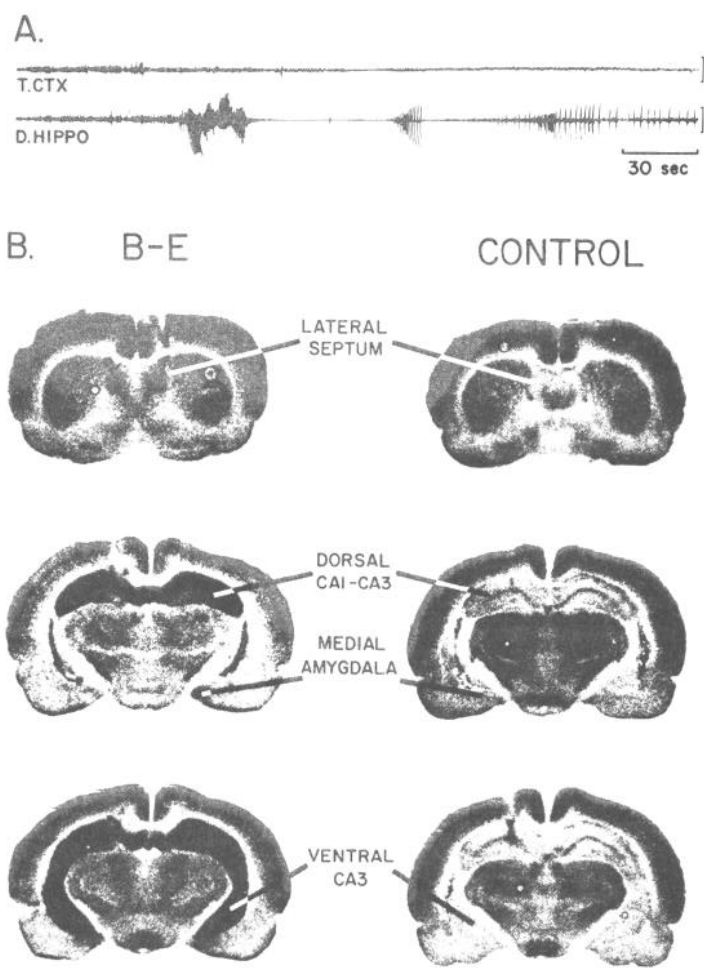 A.
T.CTX
D.HIPPO
30 sec
B. B-E CONTROL
LATERAL
SEPTUM
DORSAL
CA1-CA3
MEDIAL
AMYGDALA
VENTRAL
CA3